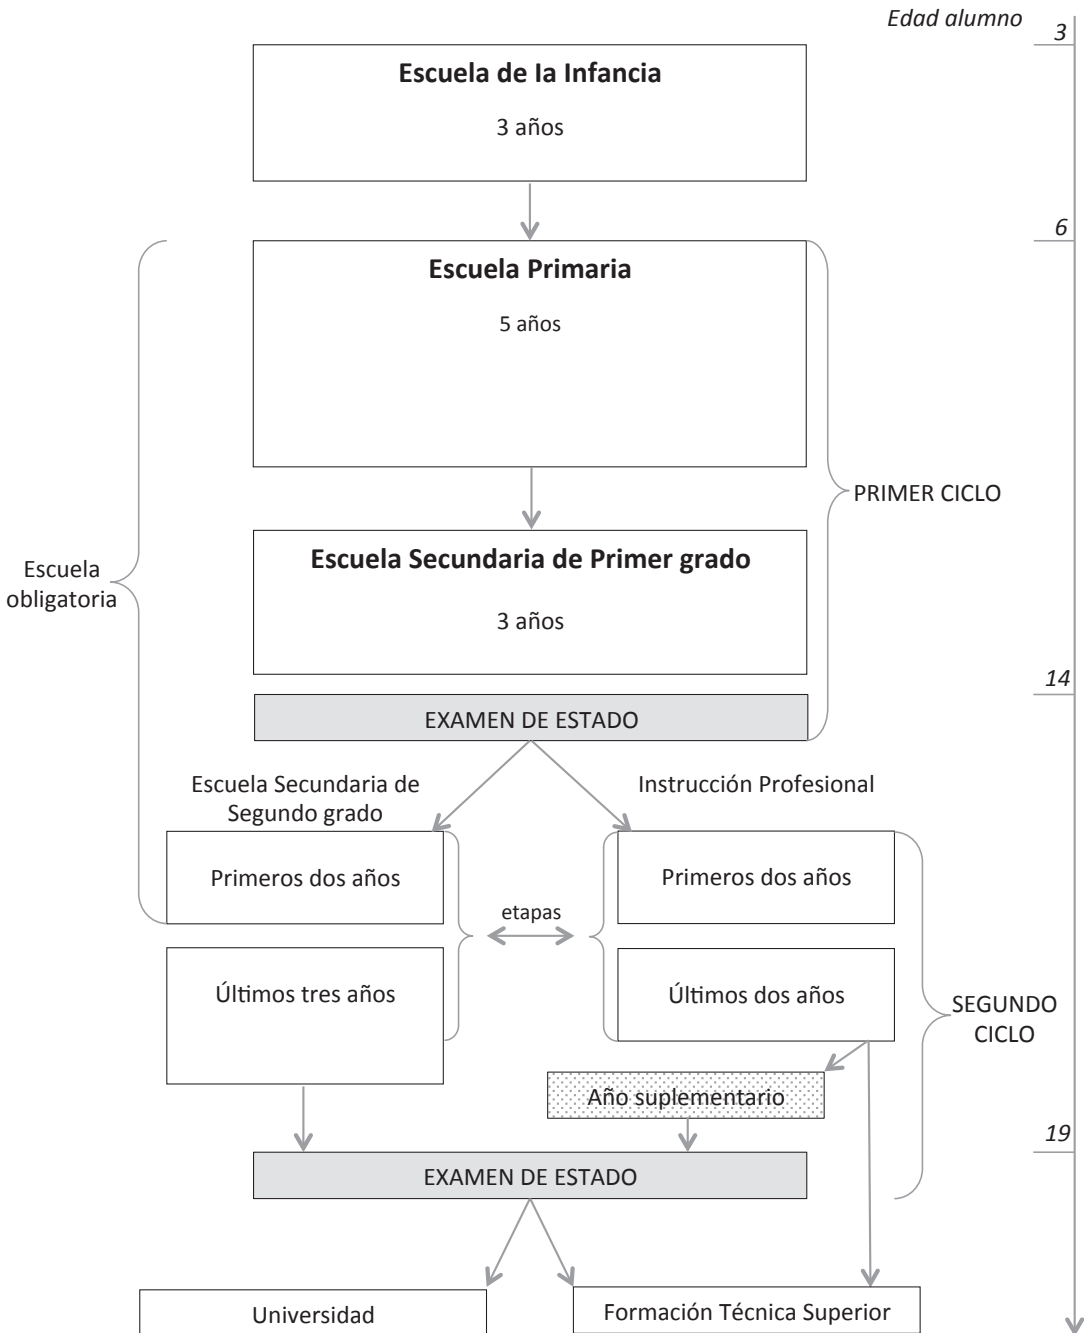 Edad alumno
3
Escuela de la Infancia
3 años
6
Escuela Primaria
5 años
PRIMER CICLO
Escuela Secundaria de Primer grado
Escuela
obligatoria
3 años
14
EXAMEN DE ESTADO
Escuela Secundaria de
Segundo grado
Instrucción Profesional
Primeros dos años
Primeros dos años
etapas
Últimos tres años
Últimos dos años
SEGUNDO
CICLO
Año suplementario
19
EXAMEN DE ESTADO
Universidad
Formación Técnica Superior